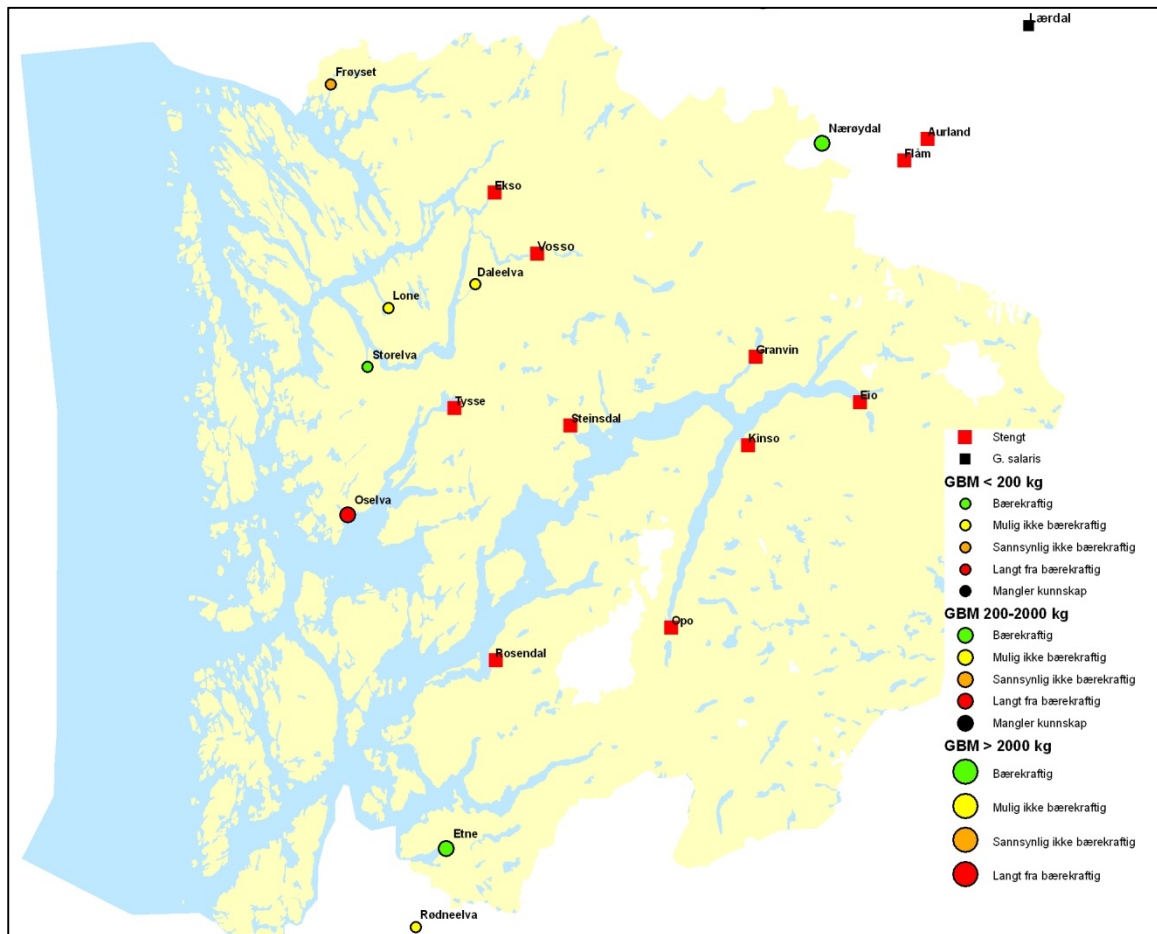 Lærdal
Frøyset
Nærøydal
Aurland
Flåm
Ekso
Vosso
Daleelva
Lone
Storelva
Granvin
Eio
Tysse
Steinsdal
Kinso
Oselva
Opo
Rosendal
Etne
Rødneelva
Stengt
G. salaris
GBM < 200 kg
Bærekraftig
Mulig ikke bærekraftig
Sannsynlig ikke bærekraftig
Langt fra bærekraftig
Mangler kunnskap
GBM 200-2000 kg
Bærekraftig
Mulig ikke bærekraftig
Sannsynlig ikke bærekraftig
Langt fra bærekraftig
Mangler kunnskap
GBM > 2000 kg
Bærekraftig
Mulig ikke bærekraftig
Sannsynlig ikke bærekraftig
Langt fra bærekraftig